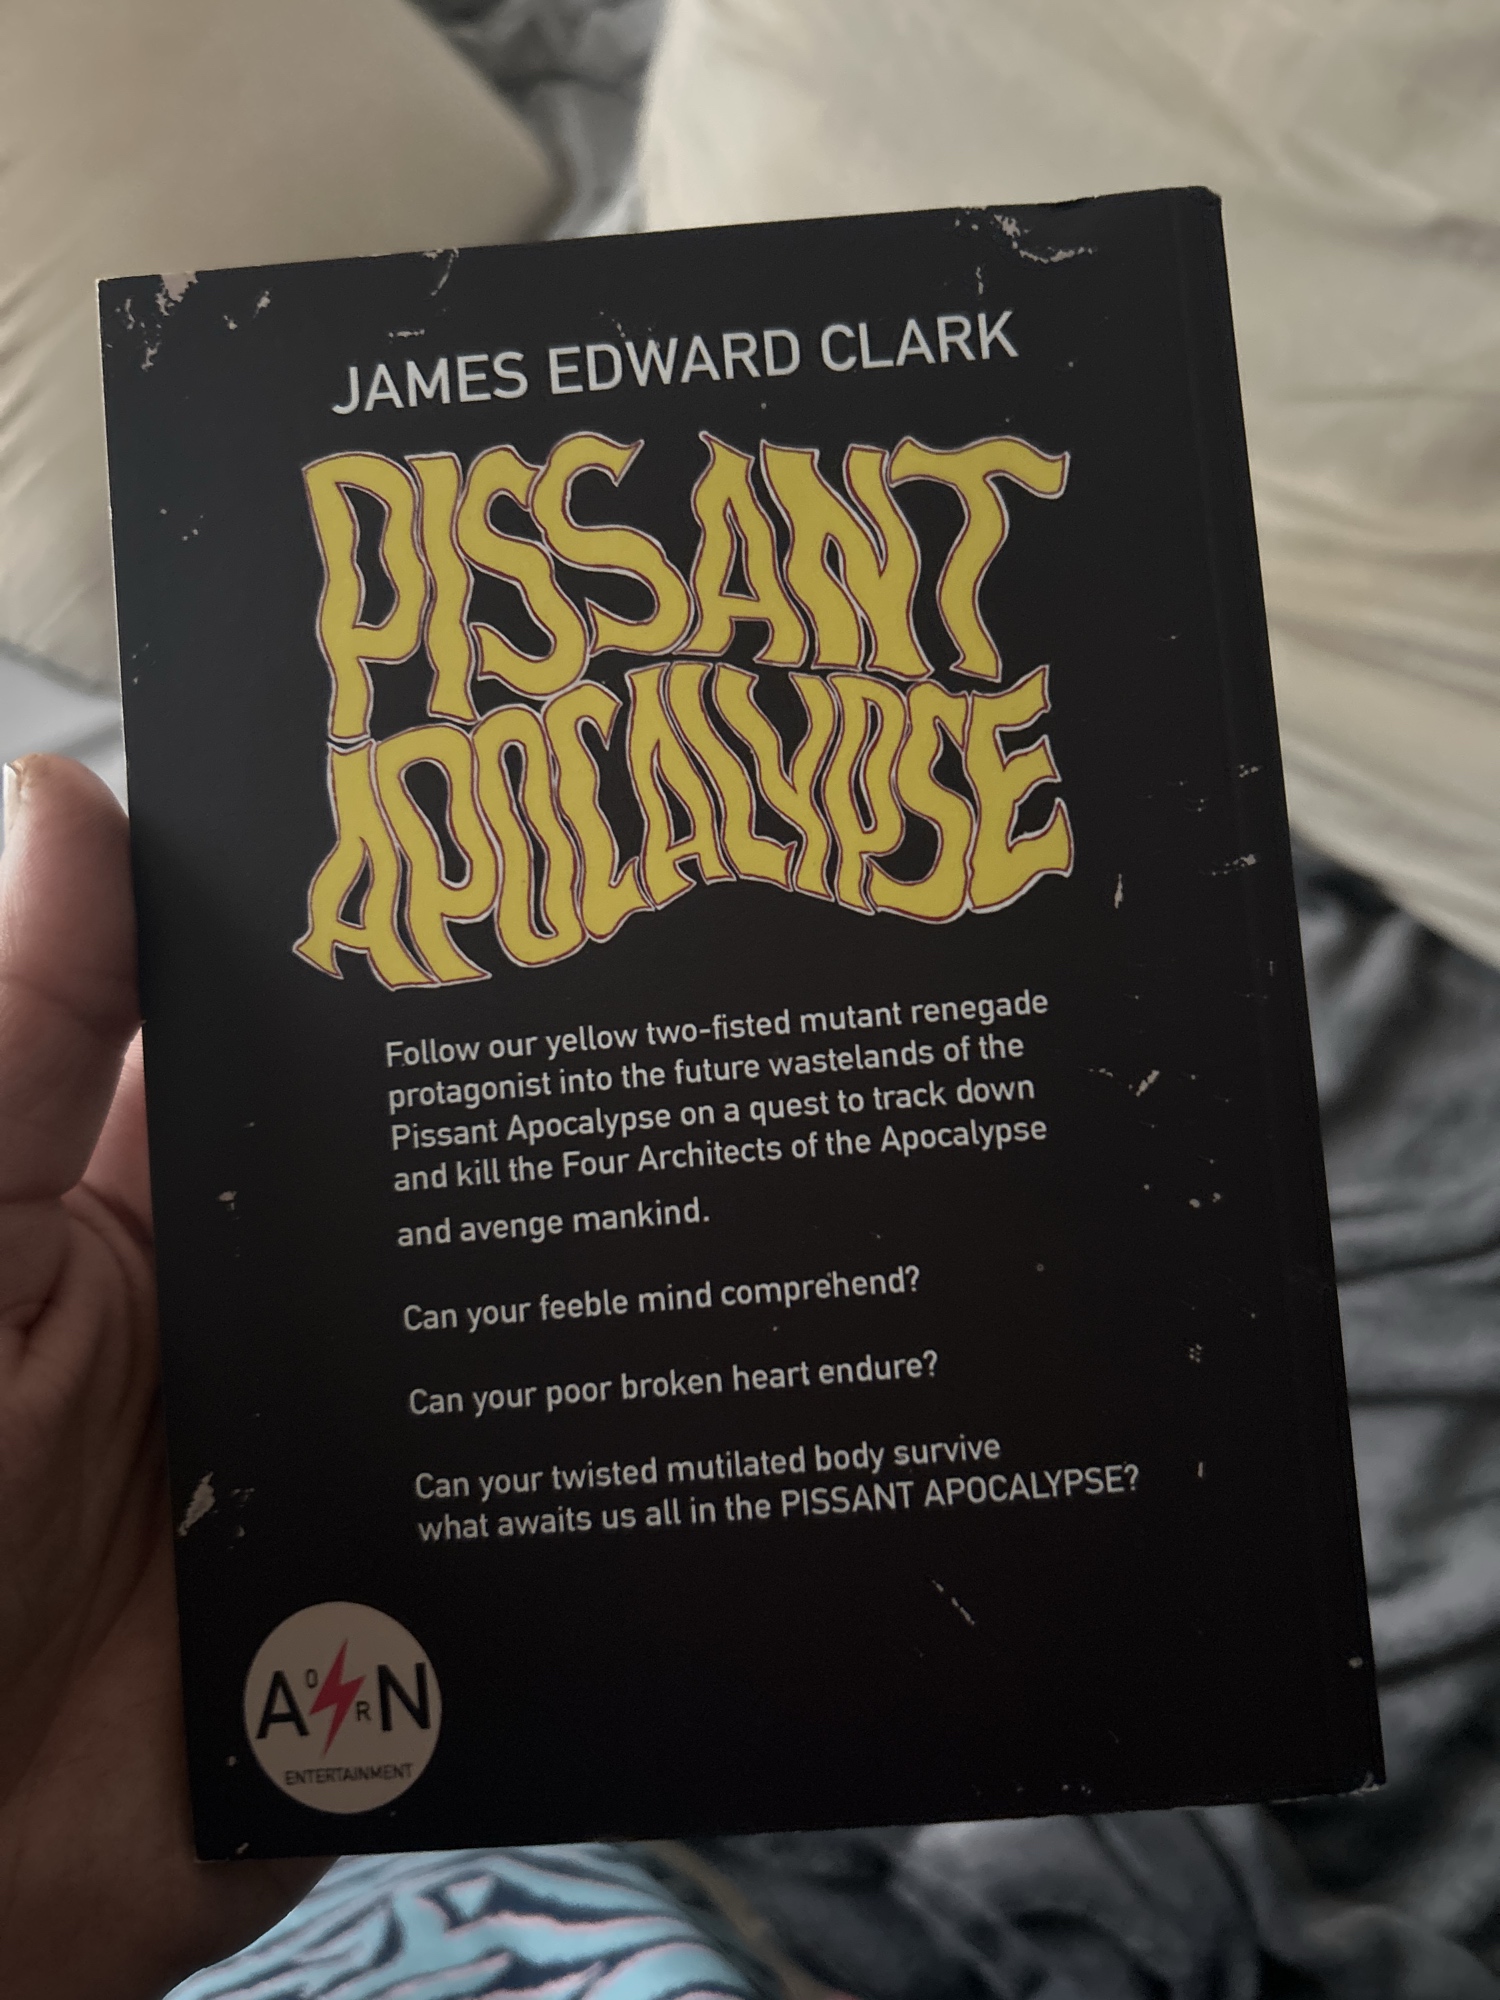 JAMES EDWARD CLARK
PISSANT
APOCALYPSE
Follow our yellow two-fisted mutant renegade
protagonist into the future wastelands of the
Pissant Apocalypse on a quest to track down
and kill the Four Architects of the Apocalypse
and avenge mankind.
Can your feeble mind comprehend?
Can your poor broken heart endure?
Can your twisted mutilated body survive
what awaits us all in the PISSANT APOCALYPSE?
AORN
ENTERTAINMENT